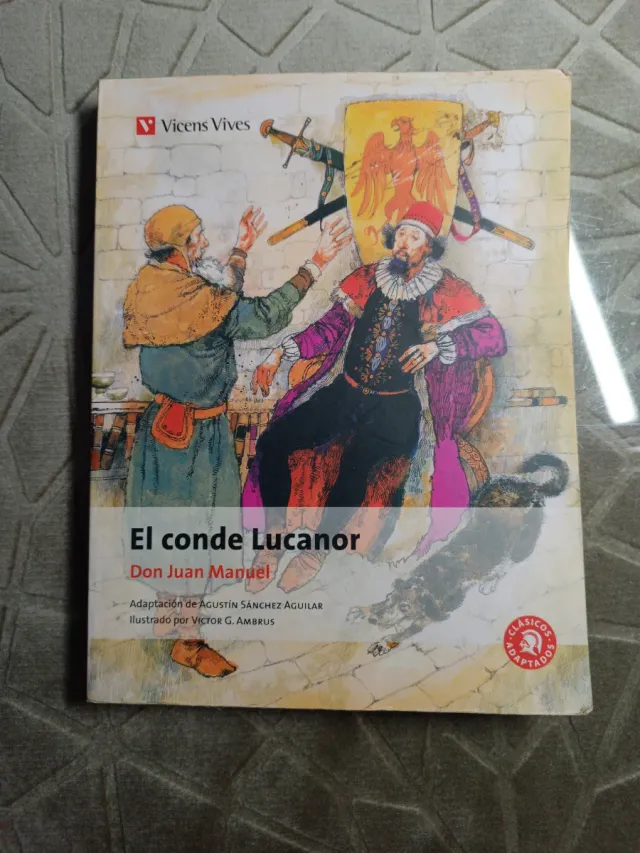 Vicens Vives
El conde Lucanor
Don Juan Manuel
Adaptación de Agustín Sánchez Aguilar
Ilustrado por Victor G. Ambrus
CLÁSICOS
ADAPTADOS